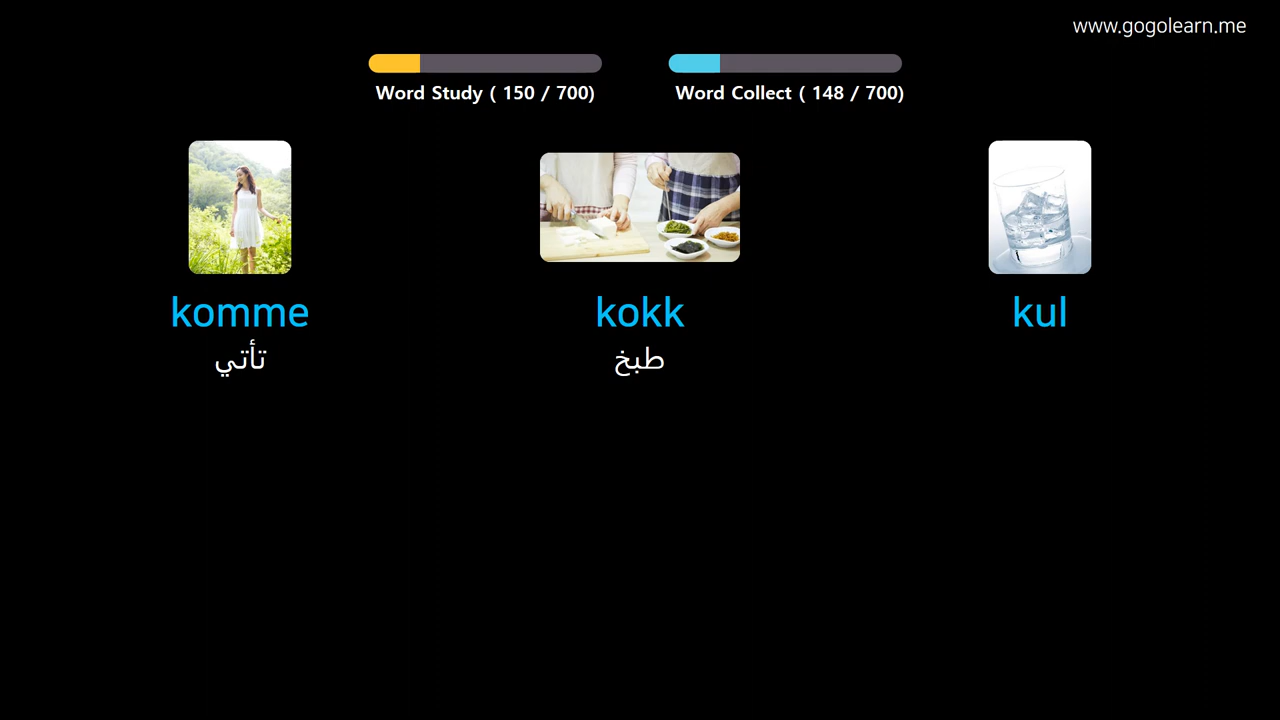 www.gogolearn.me
Word Study ( 150 / 700)
Word Collect ( 148 / 700)
komme
kokk
kul
تأتي
طبخ